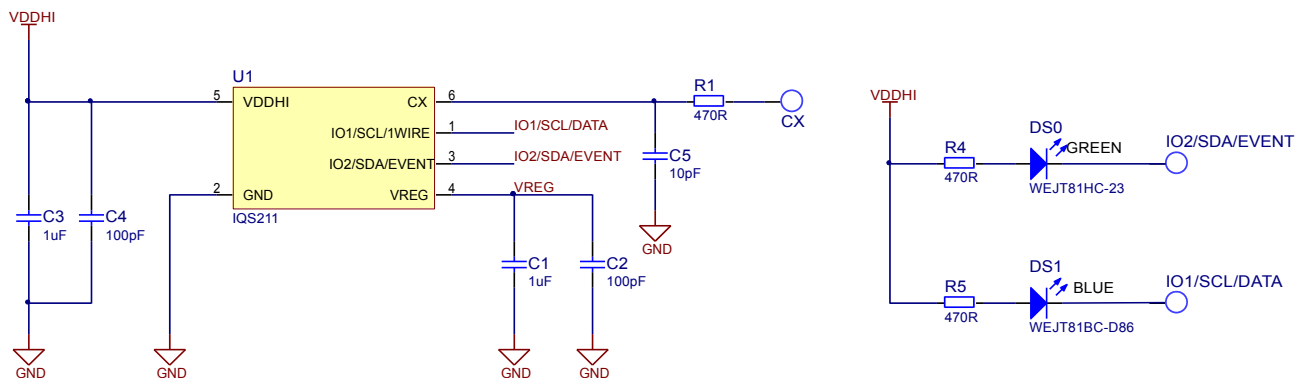 VDDHI
U1
5
VDDHI
CX
6
R1
470R
CX
IO1/SCL/1WIRE
1
IO1/SCL/DATA
IO2/SDA/EVENT
3
IO2/SDA/EVENT
C5
10pF
2
GND
VREG
4
VREG
IQS211
C3
1uF
C4
100pF
GND
C1
1uF
C2
100pF
GND
GND
GND
GND
VDDHI
R4
470R
DS0
GREEN
WEJT81HC-23
IO2/SDA/EVENT
R5
470R
DS1
BLUE
WEJT81BC-D86
IO1/SCL/DATA